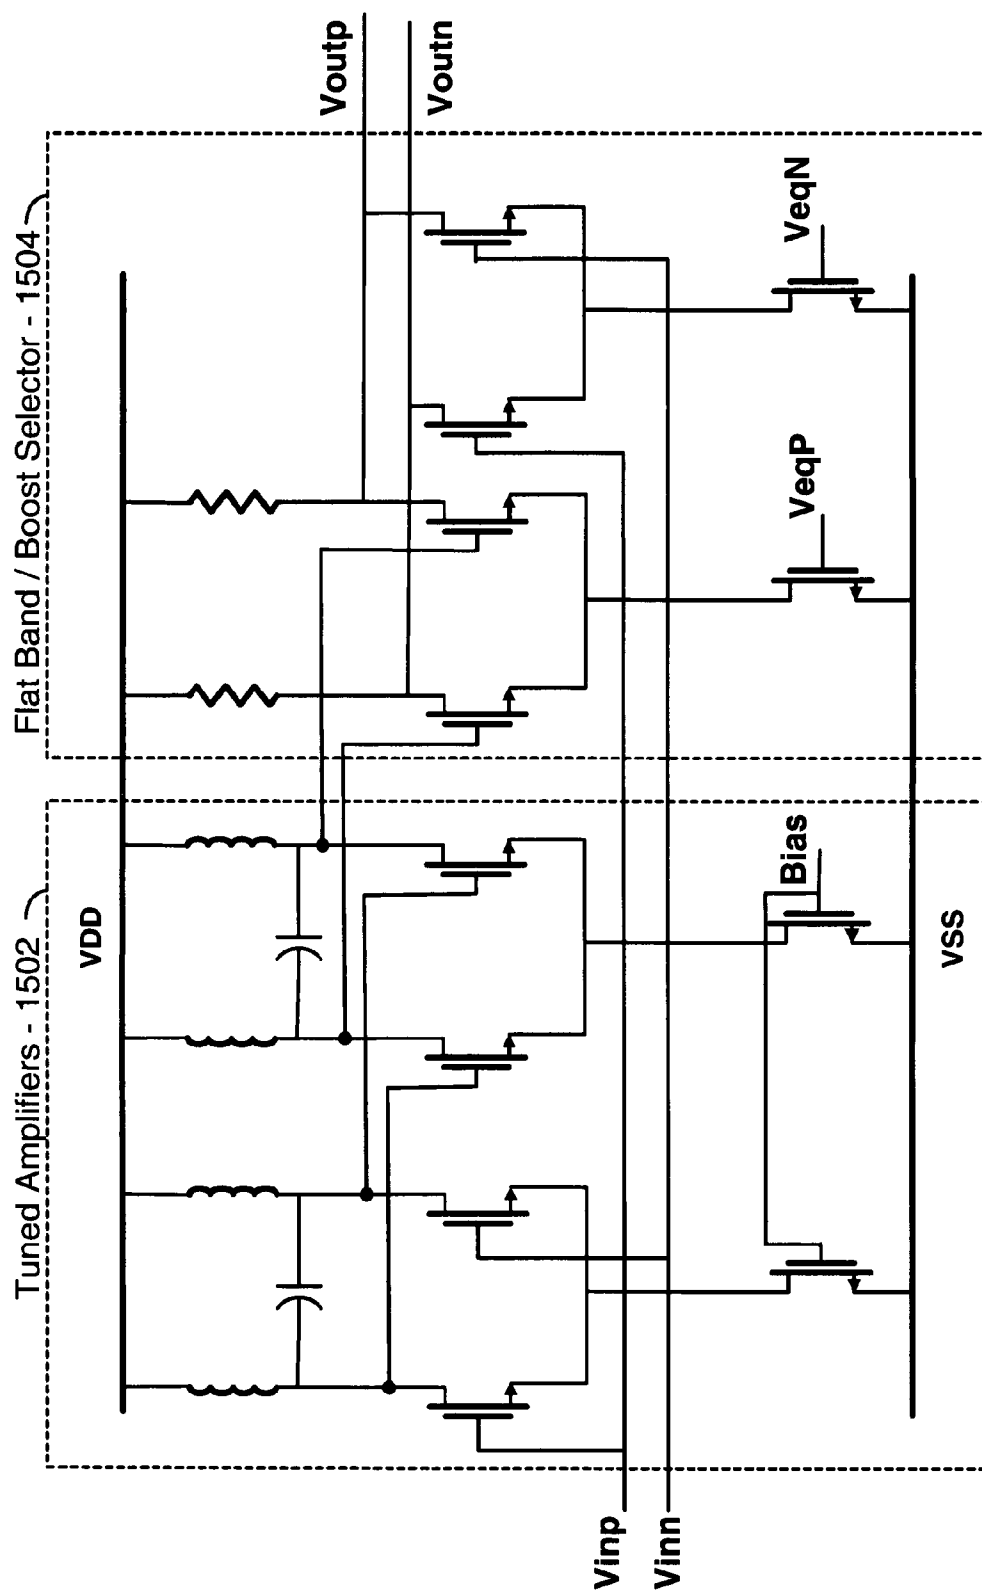 Tuned Amplifiers - 1502
Flat Band / Boost Selector - 1504
VDD
Voutp
Voutn
Vinp
Vinn
Bias
VeqP
VeqN
VSS